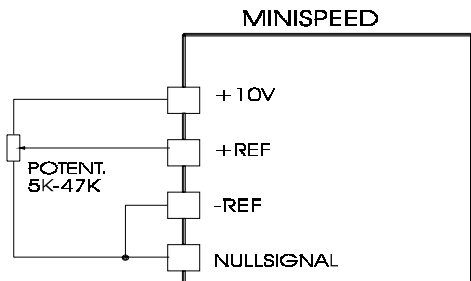 MINISPEED
+10V
+REF
POTENT.
5K-47K
-REF
NULLSIGNAL